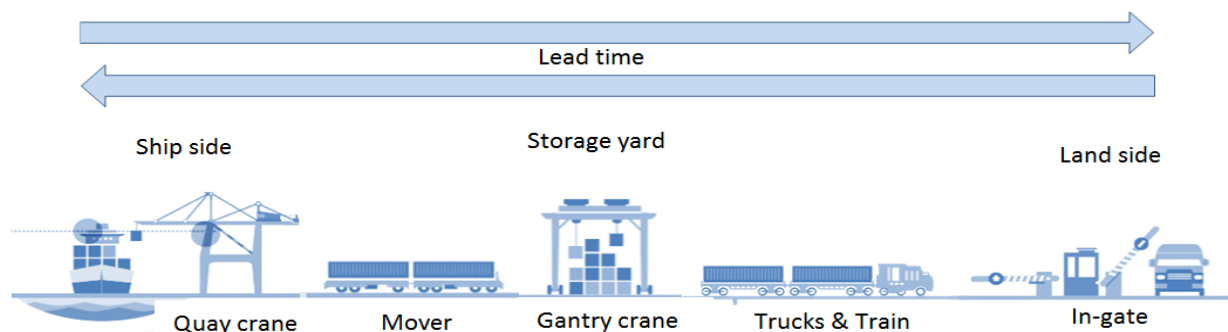 Lead time
Ship side
Storage yard
Land side
Quay crane
Mover
Gantry crane
Trucks & Train
In-gate